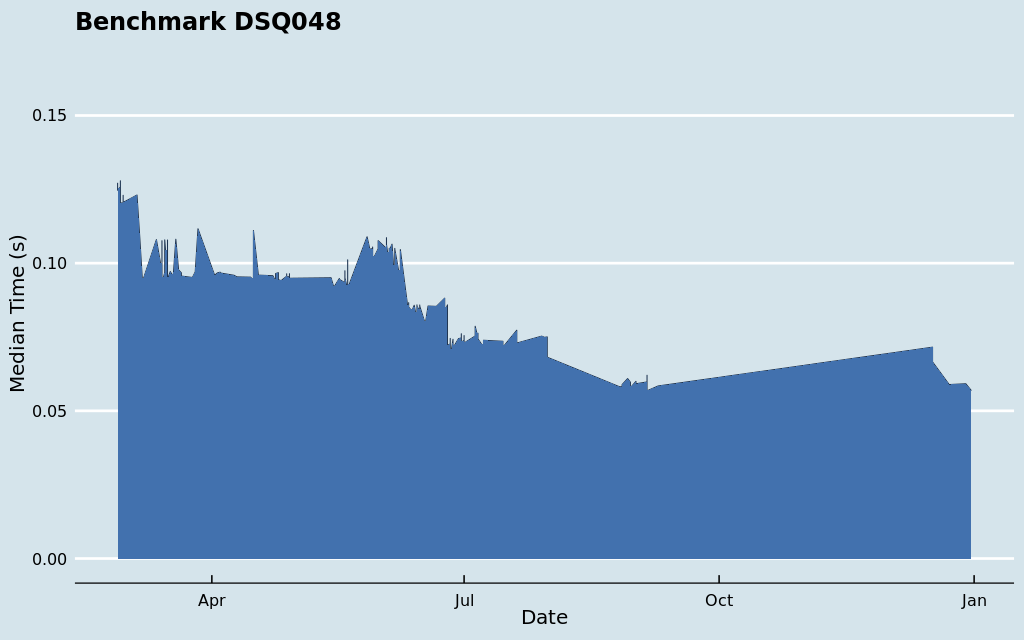 Benchmark DSQ048
0.15
0.10
0.05
0.00
Median Time (s)
Apr
Jul
Oct
Jan
Date